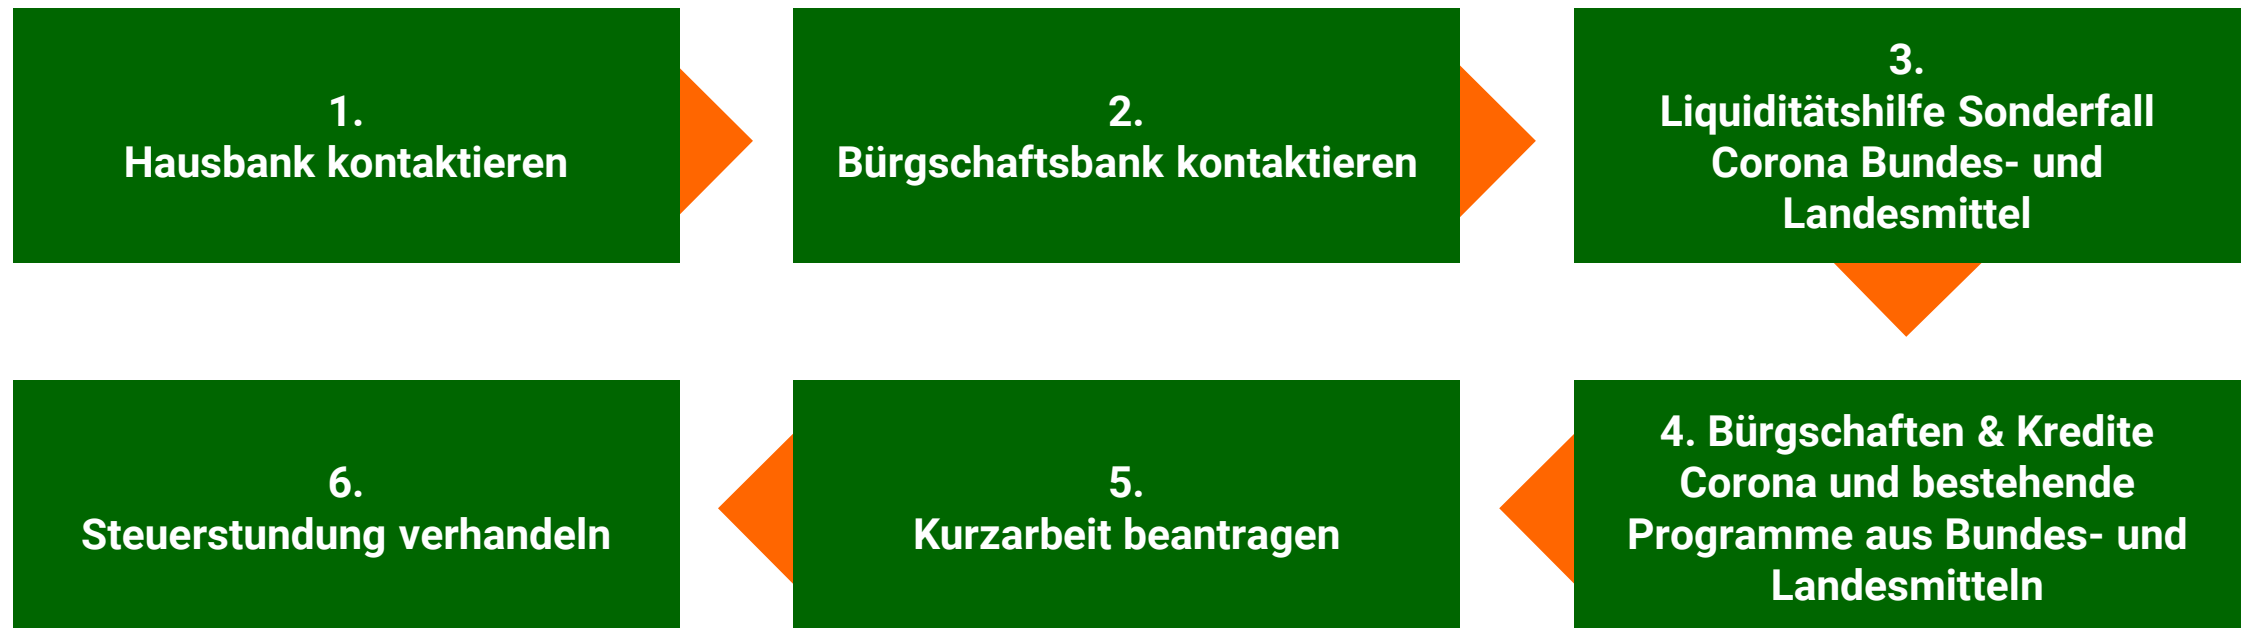 1.
Hausbank kontaktieren
2.
Bürgschaftsbank kontaktieren
3.
Liquiditätshilfe Sonderfall
Corona Bundes- und
Landesmittel
4. Bürgschaften & Kredite
Corona und bestehende
Programme aus Bundes- und
Landesmitteln
5.
Kurzarbeit beantragen
6.
Steuerstundung verhandeln